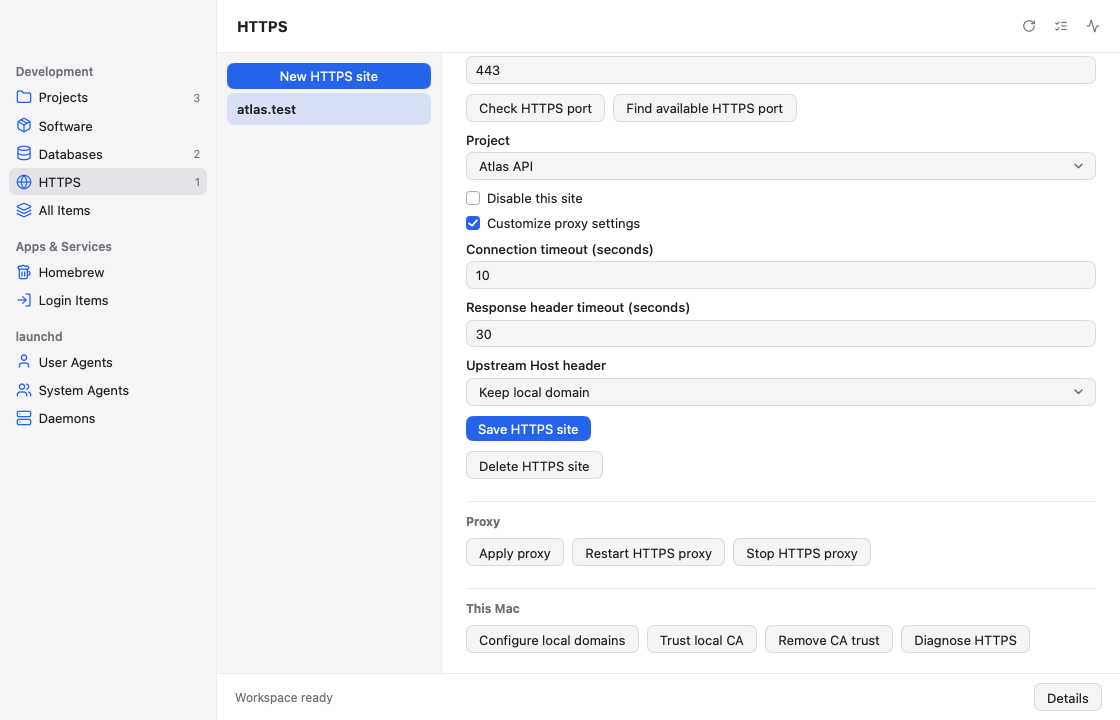 HTTPS
Development
Projects 3
Software
Databases 2
HTTPS 1
All Items
Apps & Services
Homebrew
Login Items
launchd
User Agents
System Agents
Daemons
New HTTPS site
atlas.test
443
Check HTTPS port Find available HTTPS port
Project
Atlas API
Disable this site
Customize proxy settings
Connection timeout (seconds)
10
Response header timeout (seconds)
30
Upstream Host header
Keep local domain
Save HTTPS site
Delete HTTPS site
Proxy
Apply proxy Restart HTTPS proxy Stop HTTPS proxy
This Mac
Configure local domains Trust local CA Remove CA trust Diagnose HTTPS
Workspace ready Details